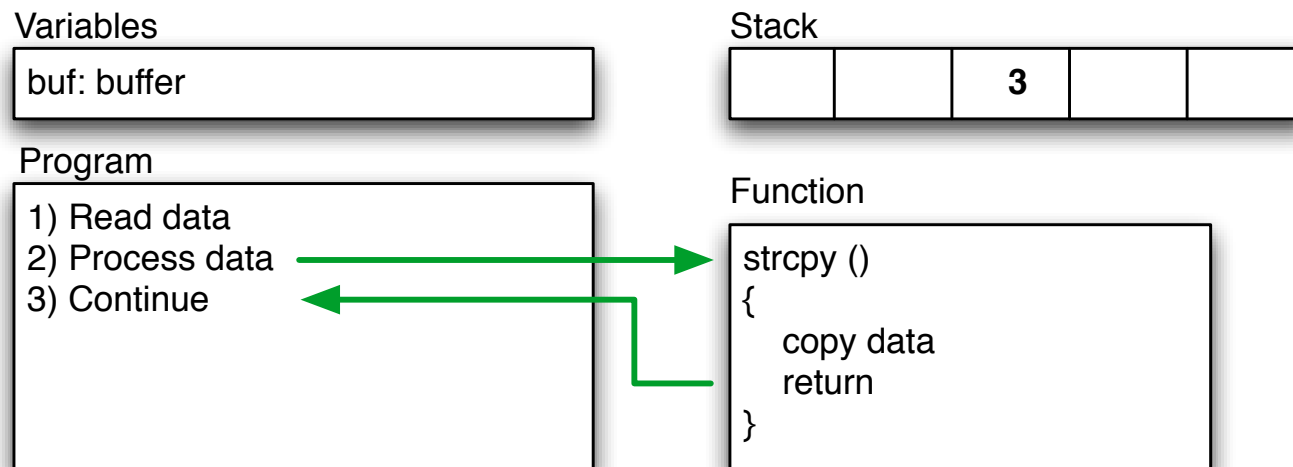 Variables
buf: buffer
Stack
3
Program
1) Read data
2) Process data
3) Continue
Function
strcpy ()
{
copy data
return
}